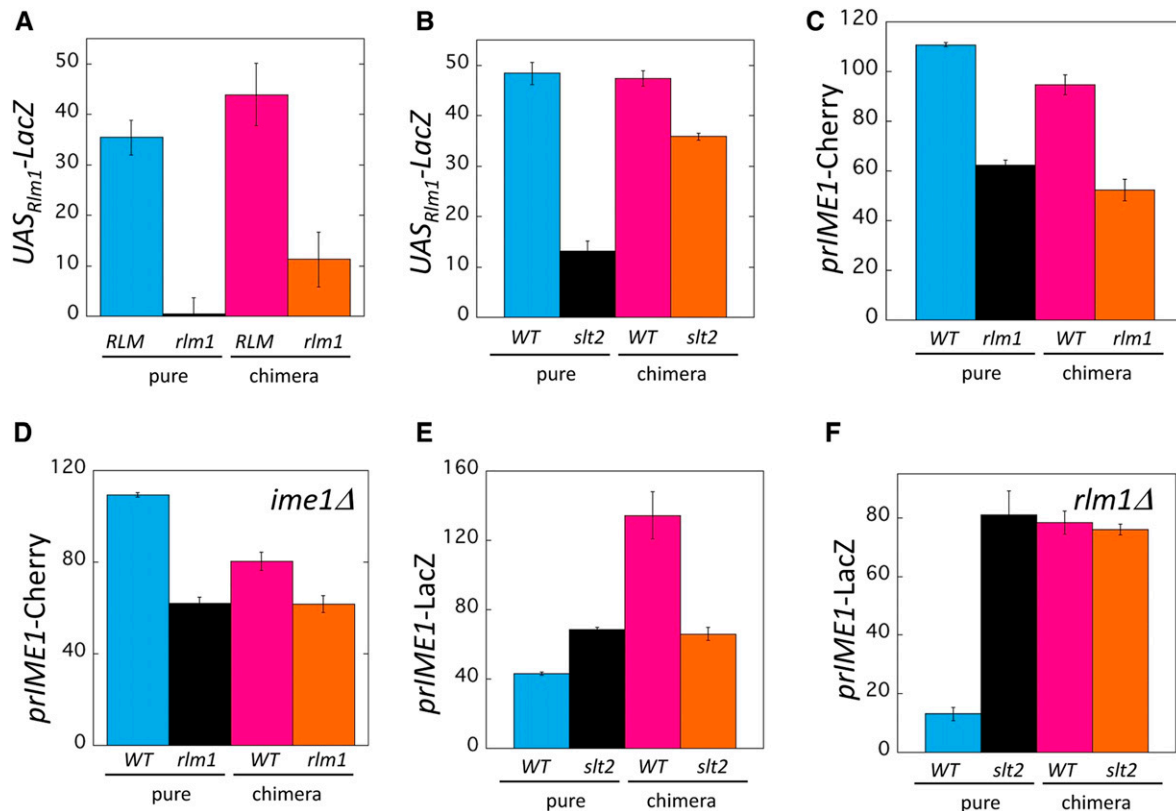 A
UAS_Rlm1-LacZ
50
40
30
20
10
0
RLM rlm1 RLM rlm1
pure chimera
B
UAS_Rlm1-LacZ
50
40
30
20
10
0
WT slt2 WT slt2
pure chimera
C
prIME1-Cherry
120
100
80
60
40
20
0
WT rlm1 WT rlm1
pure chimera
D
prIME1-Cherry
120
80
40
0
ime1Δ
WT rlm1 WT rlm1
pure chimera
E
prIME1-LacZ
160
120
80
40
0
WT slt2 WT slt2
pure chimera
F
prIME1-LacZ
80
60
40
20
0
rlm1Δ
WT slt2 WT slt2
pure chimera